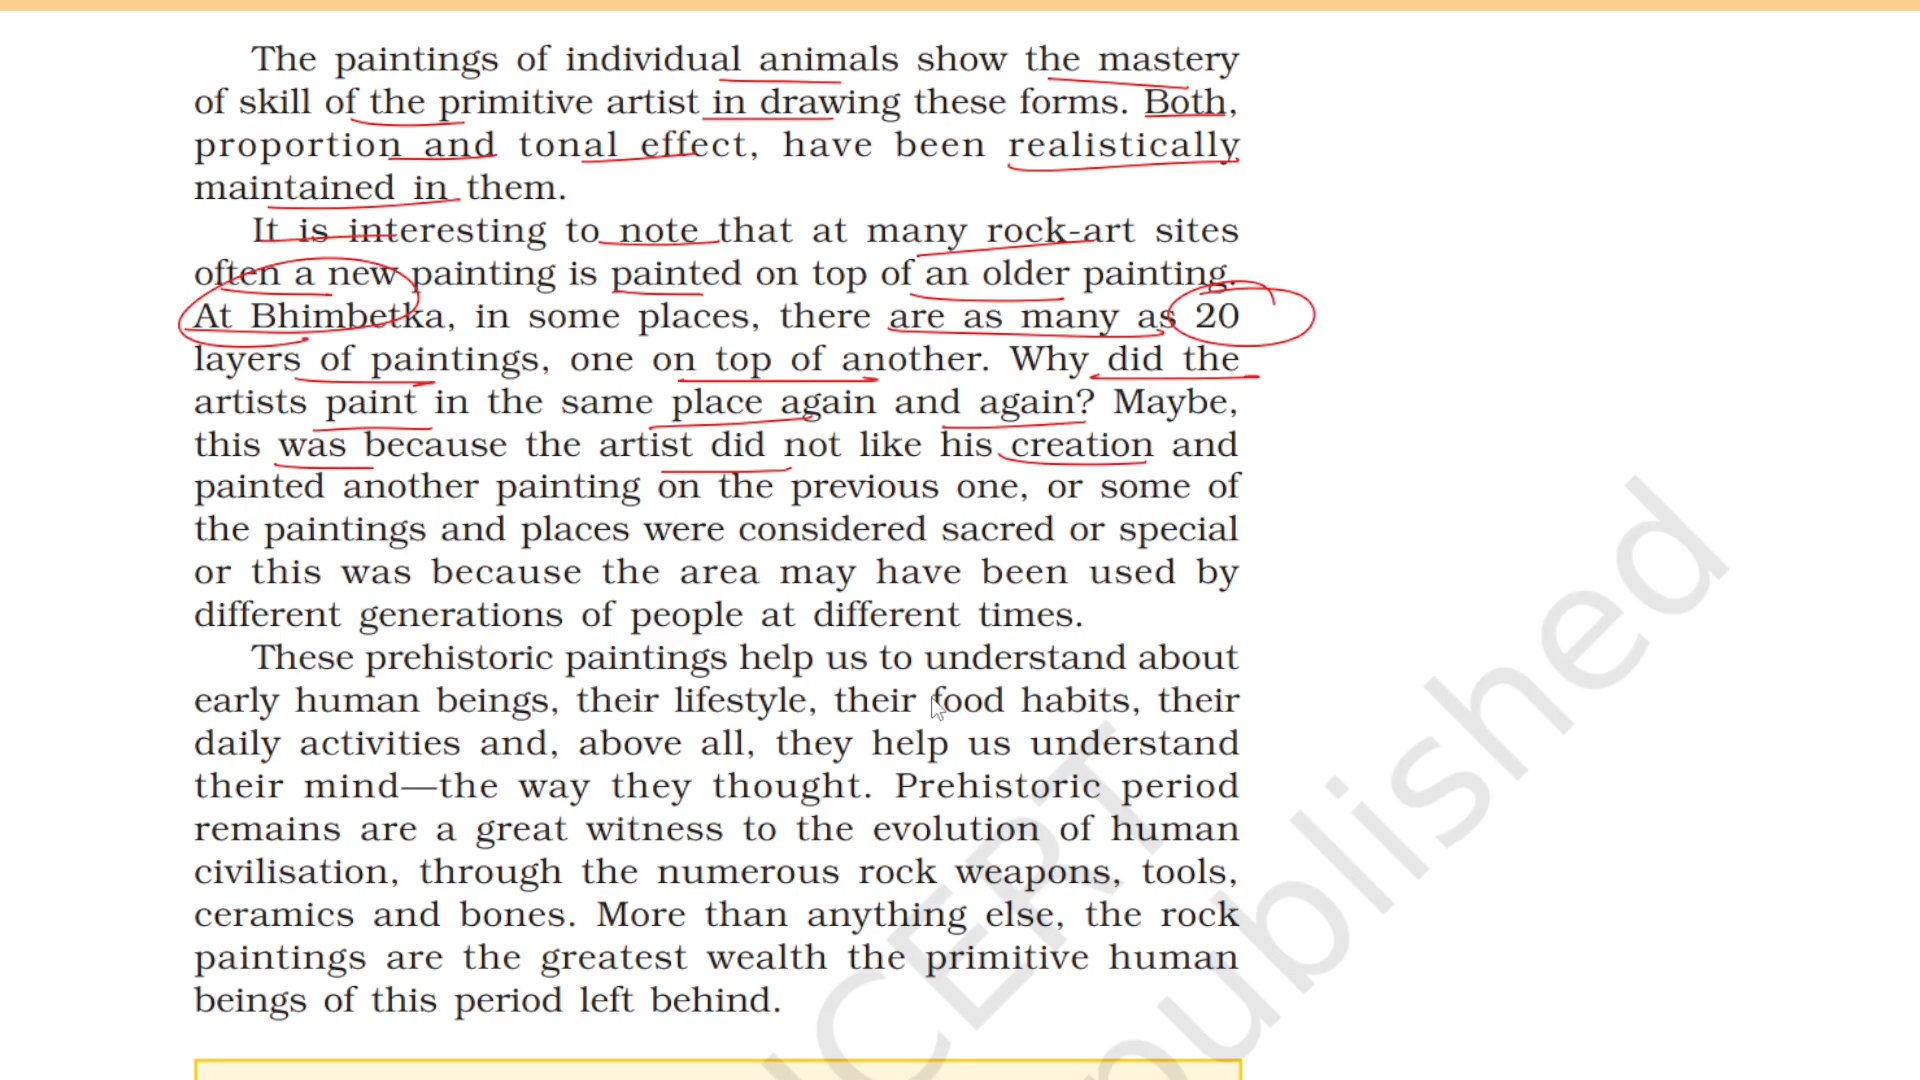 The paintings of individual animals show the mastery
of skill of the primitive artist in drawing these forms. Both,
proportion and tonal effect, have been realistically
maintained in them.
It is interesting to note that at many rock-art sites
often a new painting is painted on top of an older painting.
At Bhimbetka, in some places, there are as many as 20
layers of paintings, one on top of another. Why did the
artists paint in the same place again and again? Maybe,
this was because the artist did not like his creation and
painted another painting on the previous one, or some of
the paintings and places were considered sacred or special
or this was because the area may have been used by
different generations of people at different times.
These prehistoric paintings help us to understand about
early human beings, their lifestyle, their food habits, their
daily activities and, above all, they help us understand
their mind—the way they thought. Prehistoric period
remains are a great witness to the evolution of human
civilisation, through the numerous rock weapons, tools,
ceramics and bones. More than anything else, the rock
paintings are the greatest wealth the primitive human
beings of this period left behind.